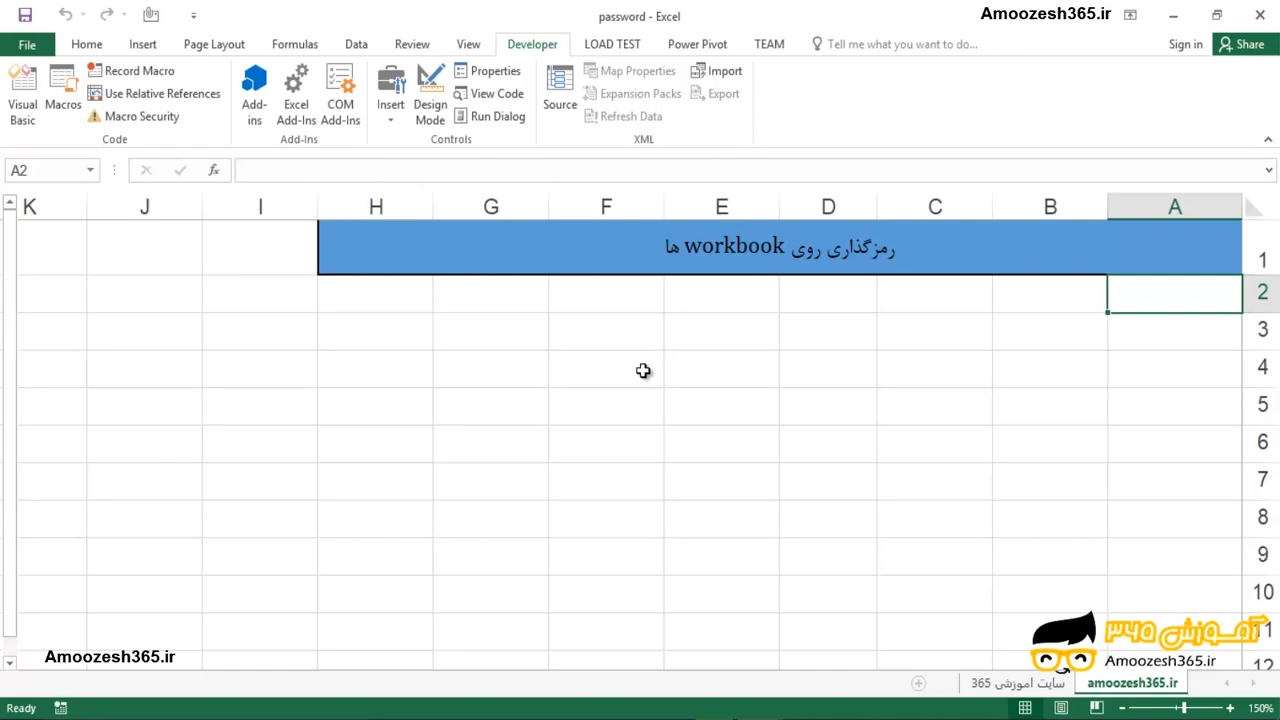 password - Excel
Amoozesh365.ir
File Home Insert Page Layout Formulas Data Review View Developer LOAD TEST Power Pivot TEAM Tell me what you want to do... Sign in Share
Visual Basic
Macros
Record Macro
Use Relative References
Macro Security
Code
Add-ins
Excel Add-Ins
COM Add-Ins
Add-Ins
Insert
Design Mode
Properties
View Code
Run Dialog
Controls
Source
Map Properties
Expansion Packs
Refresh Data
Import
Export
XML
A2 fx
K J I H G F E D C B A
رمزگذاری روی workbook ها
1
2
3
4
5
6
7
8
9
10
11
12
آموزش ۳۶۵
Amoozesh365.ir
Amoozesh365.ir
سایت اموزشی 365
amoozesh365.ir
Ready
150%